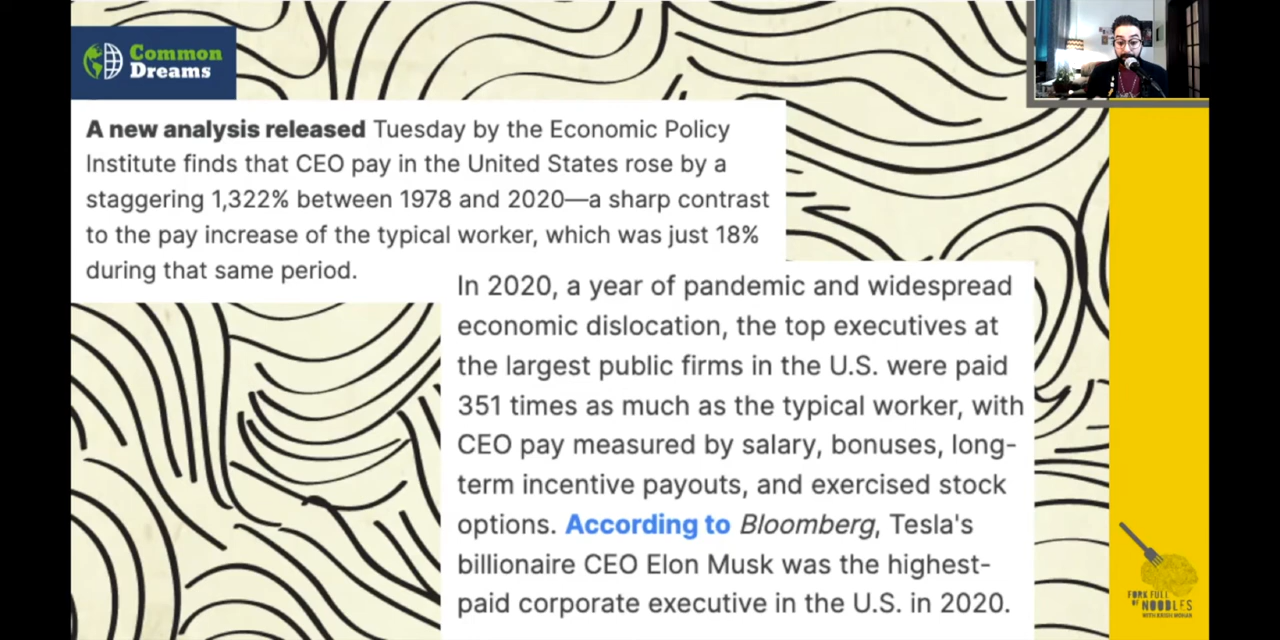 Common
Dreams
A new analysis released Tuesday by the Economic Policy
Institute finds that CEO pay in the United States rose by a
staggering 1,322% between 1978 and 2020—a sharp contrast
to the pay increase of the typical worker, which was just 18%
during that same period.
In 2020, a year of pandemic and widespread
economic dislocation, the top executives at
the largest public firms in the U.S. were paid
351 times as much as the typical worker, with
CEO pay measured by salary, bonuses, long-
term incentive payouts, and exercised stock
options. According to Bloomberg, Tesla's
billionaire CEO Elon Musk was the highest-
paid corporate executive in the U.S. in 2020.
FORK FULL
OF NOODLES